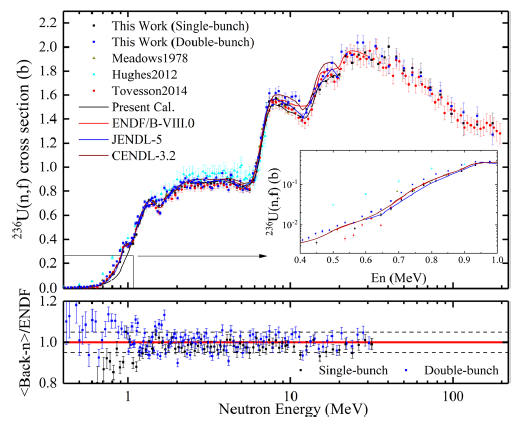 This Work (Single-bunch)
This Work (Double-bunch)
Meadows1978
Hughes2012
Tovesson2014
Present Cal.
ENDF/B-VIII.0
JENDL-5
CENDL-3.2
²³⁶U(n,f) cross section (b)
2.2
2.0
1.8
1.6
1.4
1.2
1.0
0.8
0.6
0.4
0.2
0.0
²³⁶U(n,f) (b)
10⁻¹
10⁻²
0.4 0.5 0.6 0.7 0.8 0.9 1.0
En (MeV)
<Back-n>/ENDF
1.2
1.0
0.8
Single-bunch Double-bunch
1 10 100
Neutron Energy (MeV)